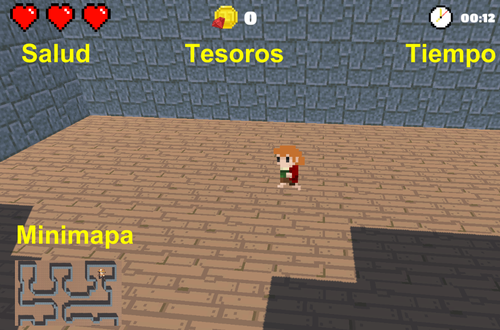 0
00:12
Salud
Tesoros
Tiempo
Minimapa